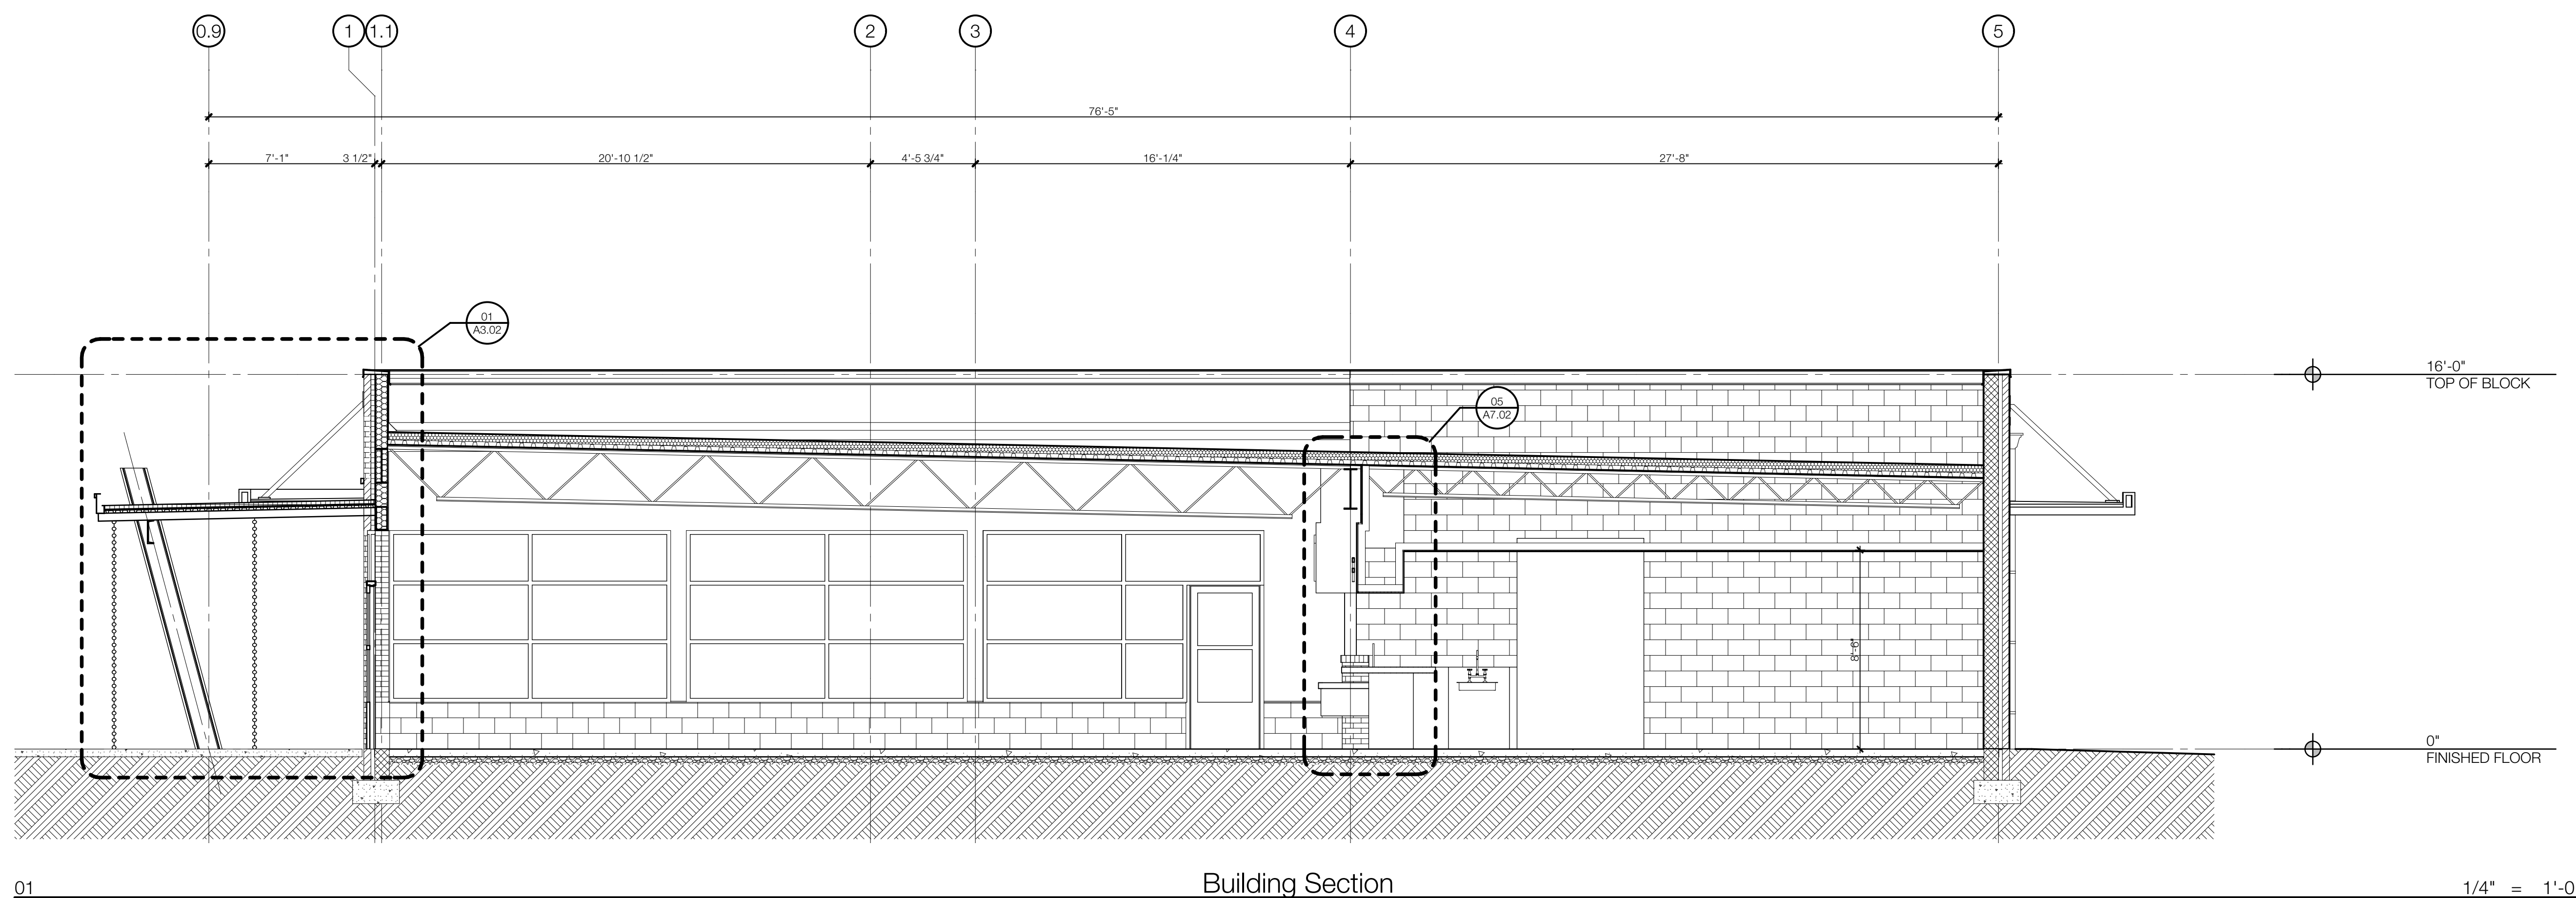 0.9 1 1.1 2 3 4 5
76'-5"
7'-1" 3 1/2" 20'-10 1/2" 4'-5 3/4" 16'-1/4" 27'-8"
01
A3.02
16'-0"
TOP OF BLOCK
05
A7.02
8'-6"
0"
FINISHED FLOOR
01 Building Section 1/4" = 1'-0